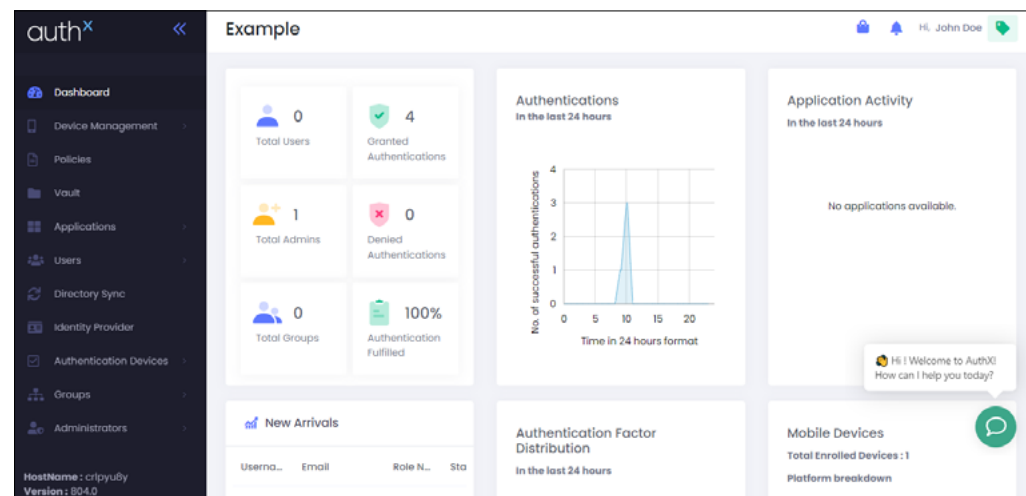 authx
Example
Hi, John Doe
Dashboard
Device Management
Policies
Vault
Applications
Users
Directory Sync
Identity Provider
Authentication Devices
Groups
Administrators
HostName : crlpyu8y
Version : 804.0
0
Total Users
4
Granted
Authentications
1
Total Admins
0
Denied
Authentications
0
Total Groups
100%
Authentication
Fulfilled
Authentications
In the last 24 hours
No. of successful authentications
4
3
2
1
0
0 5 10 15 20
Time in 24 hours format
Application Activity
In the last 24 hours
No applications available.
Hi ! Welcome to AuthX!
How can I help you today?
New Arrivals
Userna... Email Role N... Sta
Authentication Factor
Distribution
In the last 24 hours
Mobile Devices
Total Enrolled Devices : 1
Platform breakdown